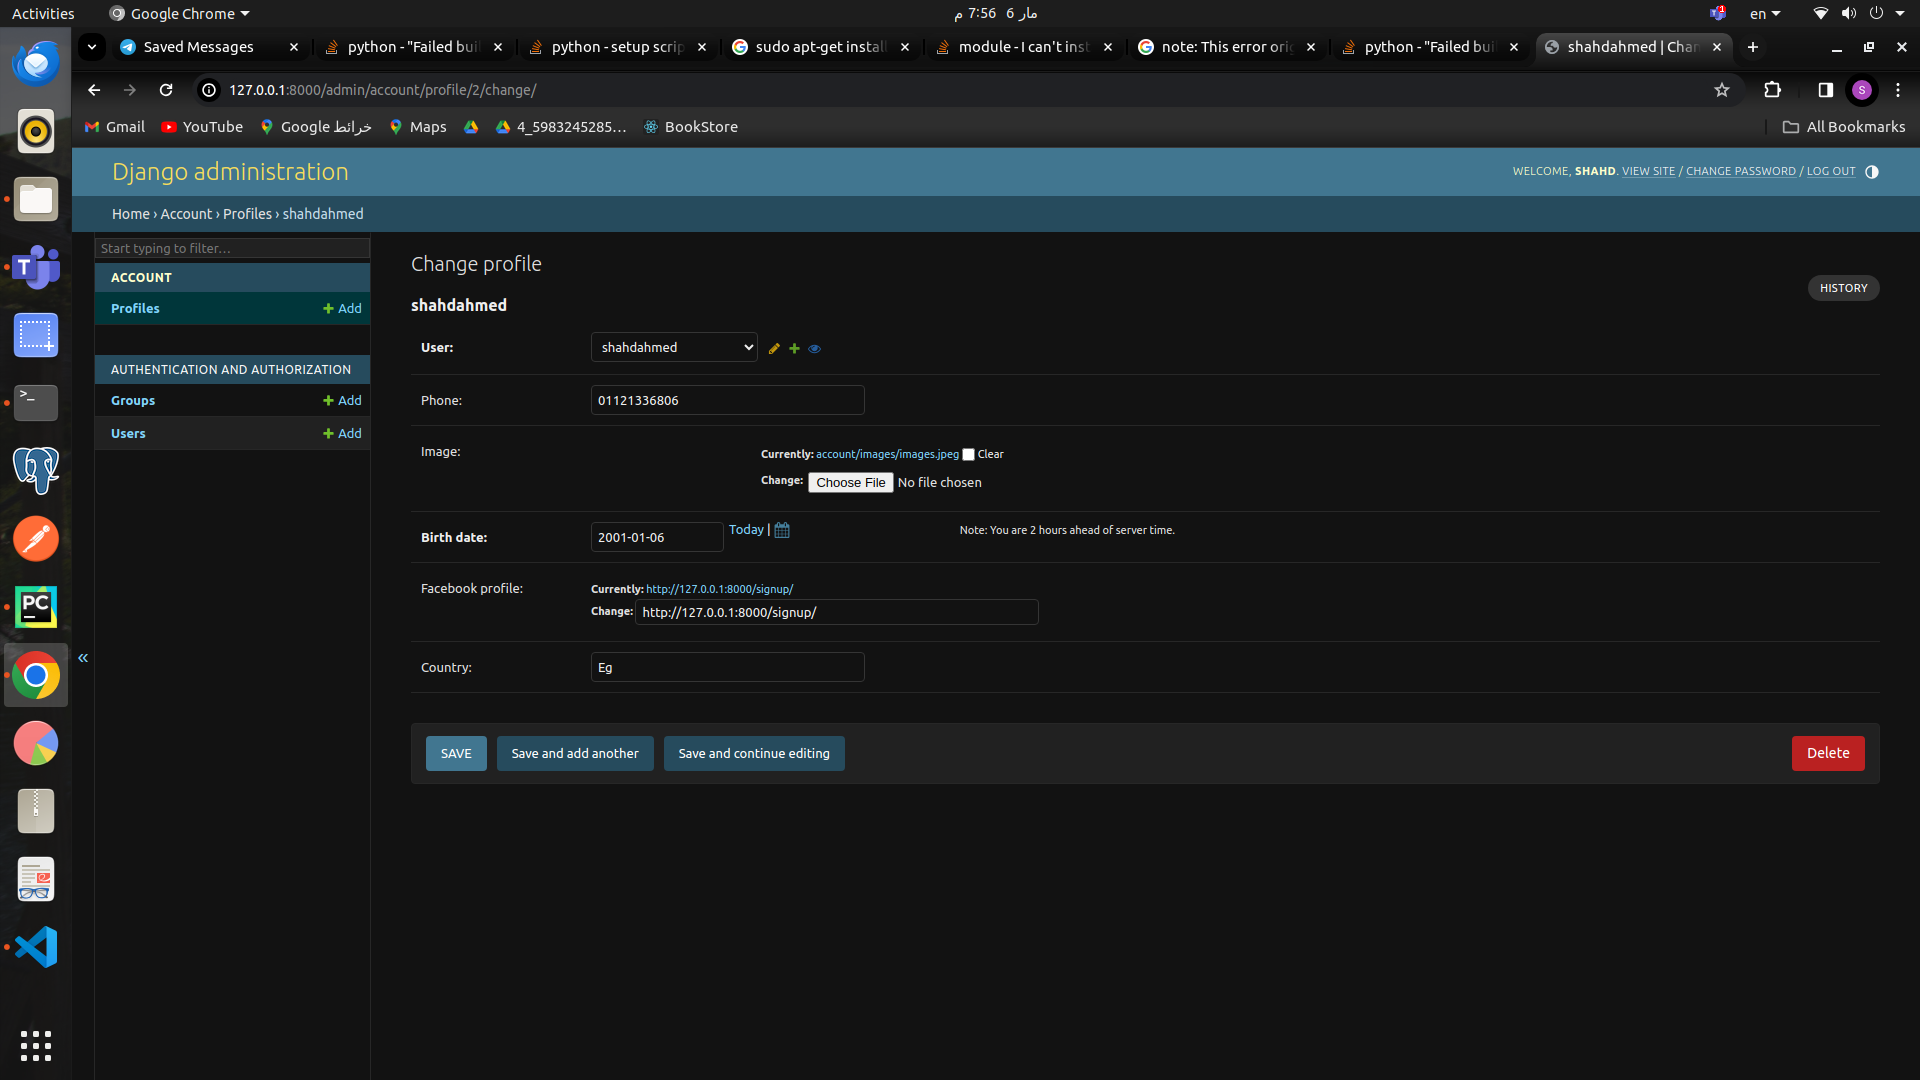 Activities
Google Chrome
مار 6 7:56 م
1
en
Saved Messages
python - "Failed buil
python - setup scrip
sudo apt-get install
module - I can't inst
note: This error orig
python - "Failed buil
shahdahmed | Chan
127.0.0.1:8000/admin/account/profile/2/change/
S
Gmail
YouTube
خرائط Google
Maps
4_5983245285...
BookStore
All Bookmarks
Django administration
WELCOME, SHAHD. VIEW SITE / CHANGE PASSWORD / LOG OUT
Home › Account › Profiles › shahdahmed
Start typing to filter...
ACCOUNT
Profiles
+ Add
AUTHENTICATION AND AUTHORIZATION
Groups
+ Add
Users
+ Add
«
Change profile
HISTORY
shahdahmed
User:
shahdahmed
Phone:
01121336806
Image:
Currently: account/images/images.jpeg Clear
Change: Choose File No file chosen
Birth date:
2001-01-06
Today |
Note: You are 2 hours ahead of server time.
Facebook profile:
Currently: http://127.0.0.1:8000/signup/
Change: http://127.0.0.1:8000/signup/
Country:
Eg
SAVE
Save and add another
Save and continue editing
Delete
T
>_
PC